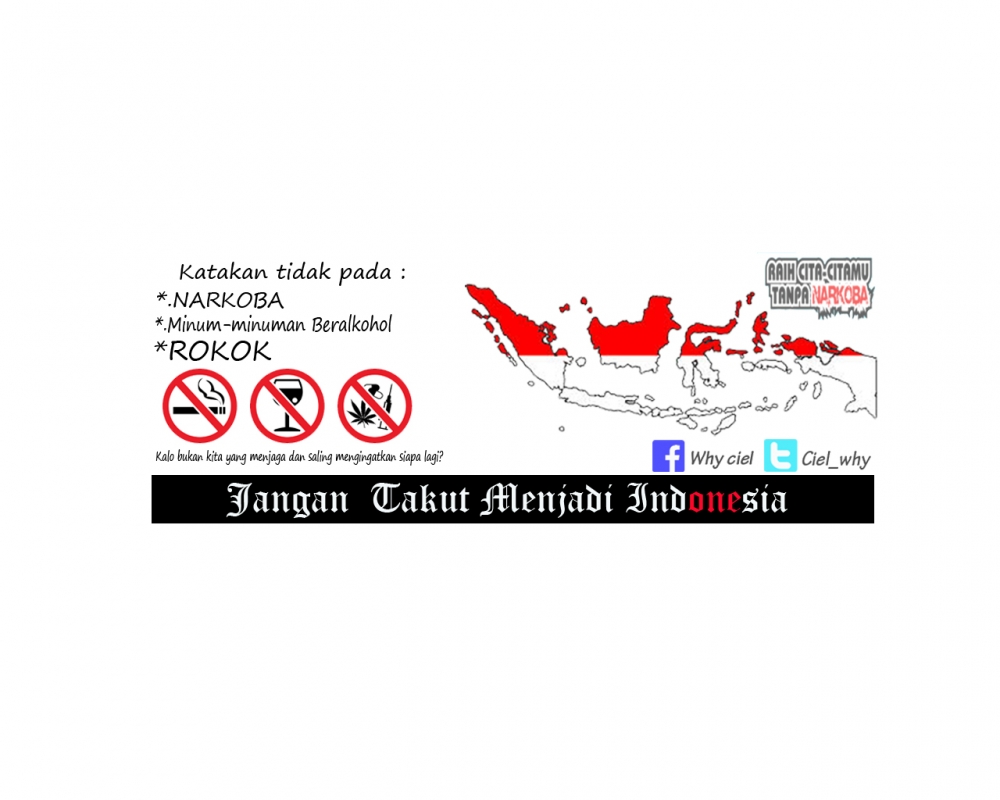 Katakan tidak pada :
*.NARKOBA
*.Minum-minuman Beralkohol
*ROKOK
Kalo bukan kita yang menjaga dan saling mengingatkan siapa lagi?
RAIH CITA-CITAMU
TANPA NARKOBA
Why ciel
Ciel_why
Jangan Takut Menjadi Indonesia